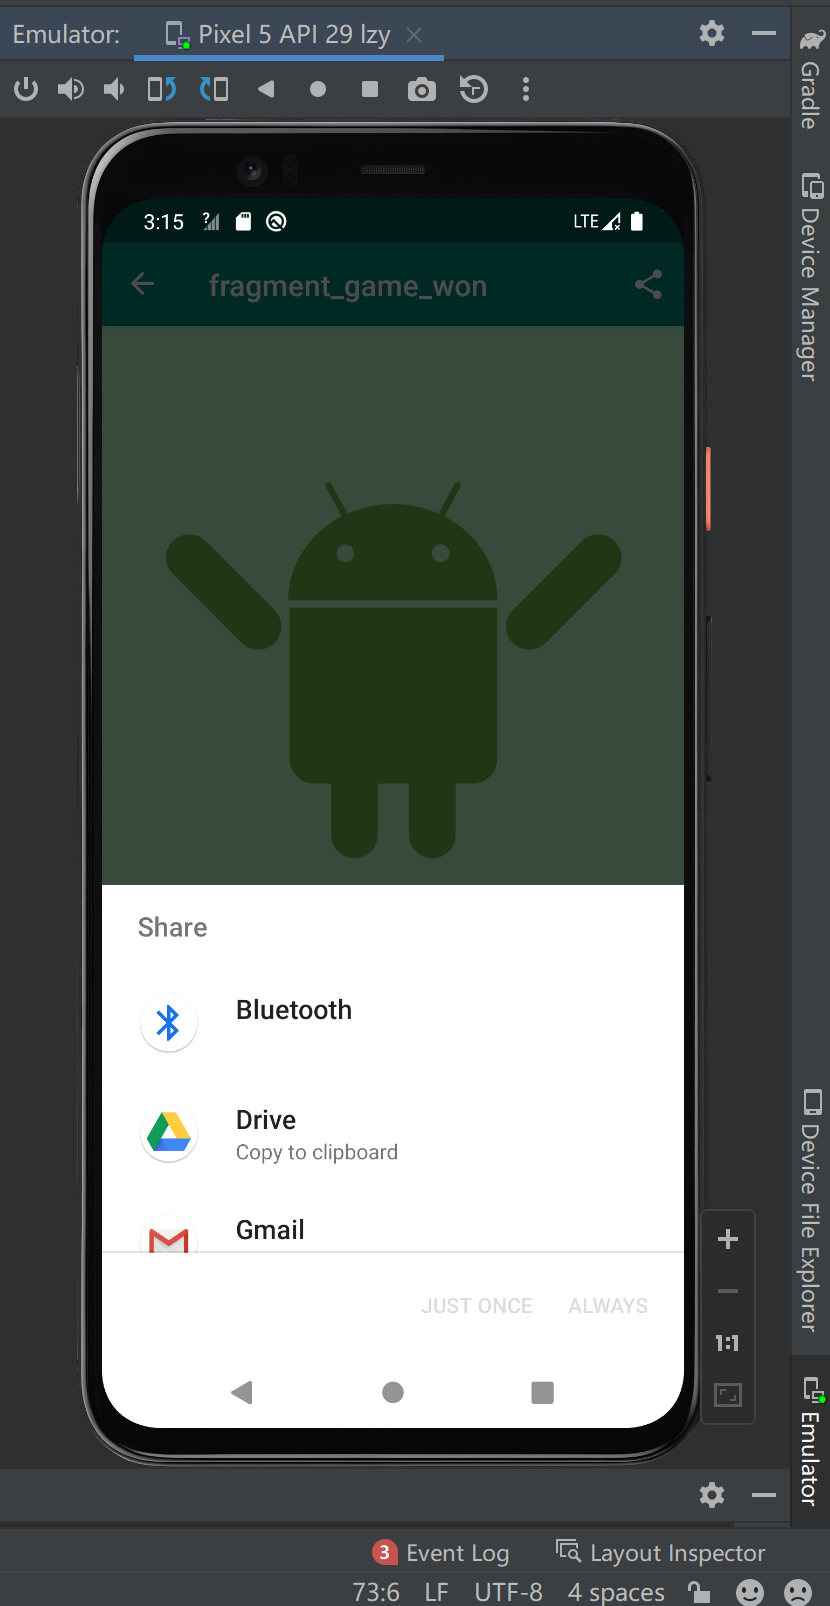 Emulator: Pixel 5 API 29 lzy
Gradle
Device Manager
3:15 ? LTE
fragment_game_won
Share
Bluetooth
Drive
Copy to clipboard
Gmail
JUST ONCE ALWAYS
1:1
Device File Explorer
Emulator
3 Event Log Layout Inspector
73:6 LF UTF-8 4 spaces